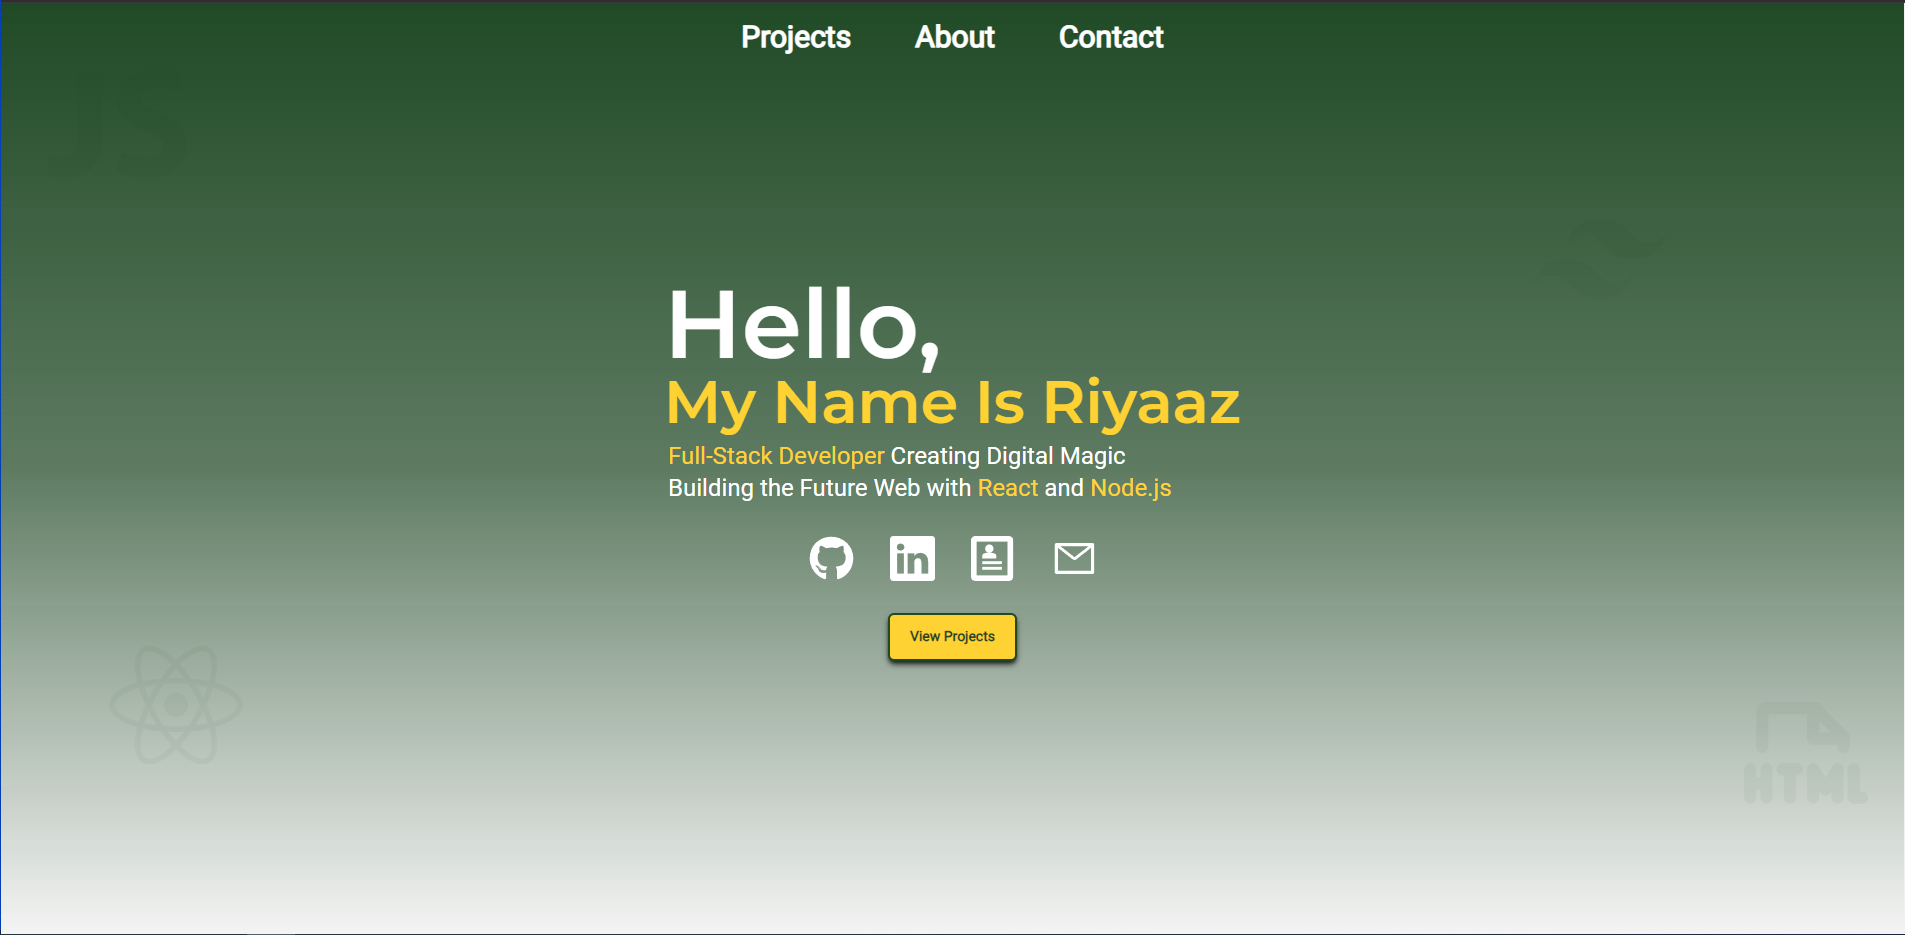 Projects About Contact
JS
Hello,
My Name Is Riyaaz
Full-Stack Developer Creating Digital Magic
Building the Future Web with React and Node.js
in
View Projects
HTML